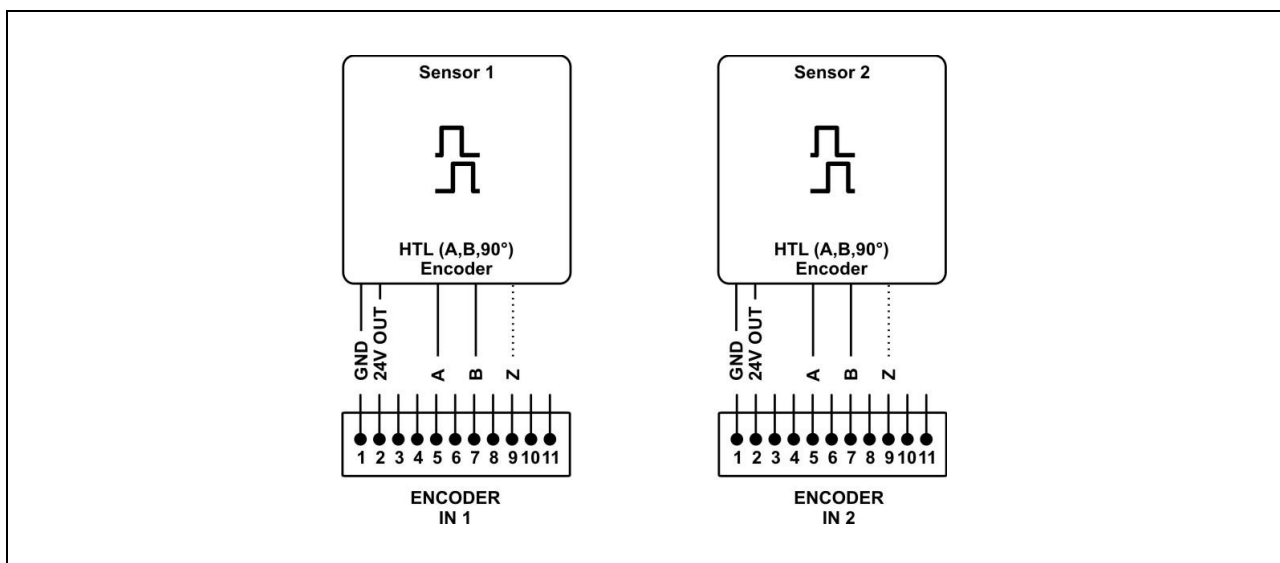 Sensor 1
HTL (A,B,90°)
Encoder
GND
24V OUT
A
B
Z
1 2 3 4 5 6 7 8 9 10 11
ENCODER
IN 1
Sensor 2
HTL (A,B,90°)
Encoder
GND
24V OUT
A
B
Z
1 2 3 4 5 6 7 8 9 10 11
ENCODER
IN 2